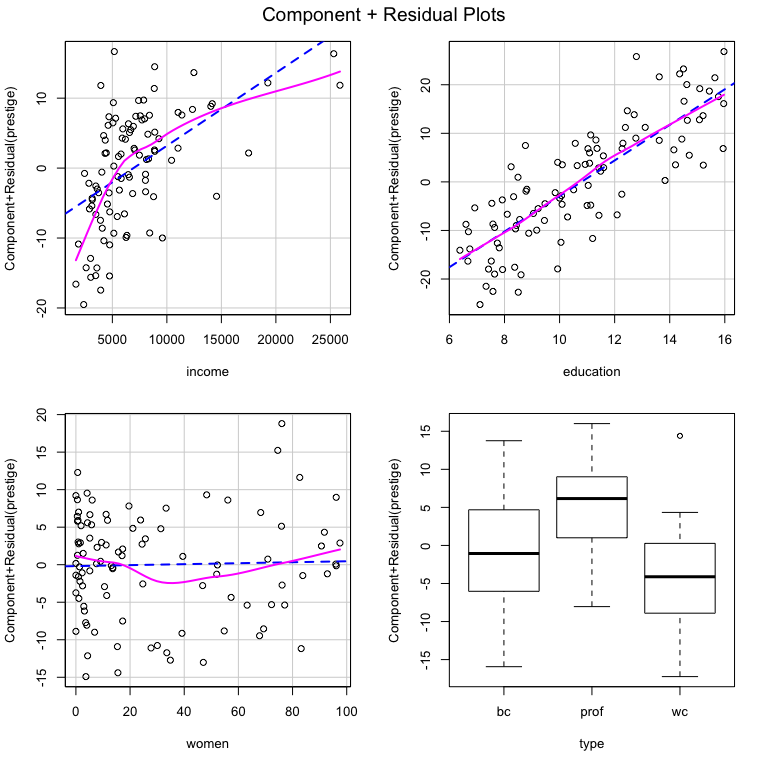 Component + Residual Plots
Component+Residual(prestige)
-20 -10 0 10
5000 10000 15000 20000 25000
income
Component+Residual(prestige)
-20 -10 0 10 20
6 8 10 12 14 16
education
Component+Residual(prestige)
-15 -10 -5 0 5 10 15 20
0 20 40 60 80 100
women
Component+Residual(prestige)
-15 -10 -5 0 5 10 15
bc prof wc
type